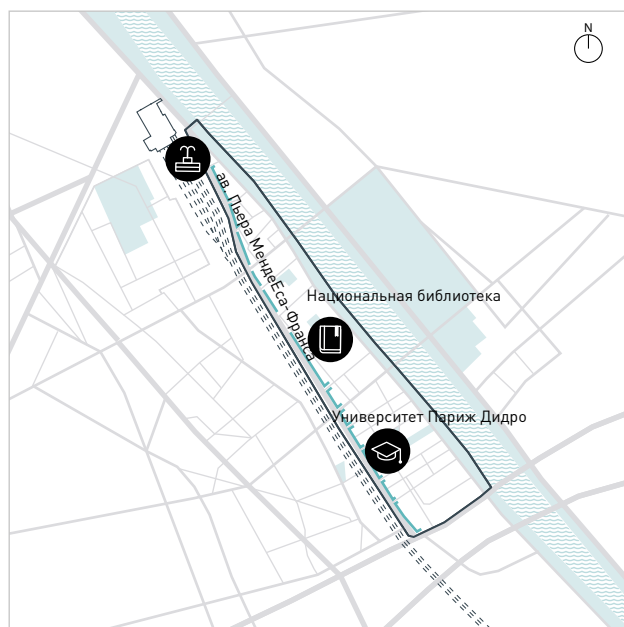 N
ав. Пьера МендеЕса-Франса
Национальная библиотека
Университет Париж Дидро